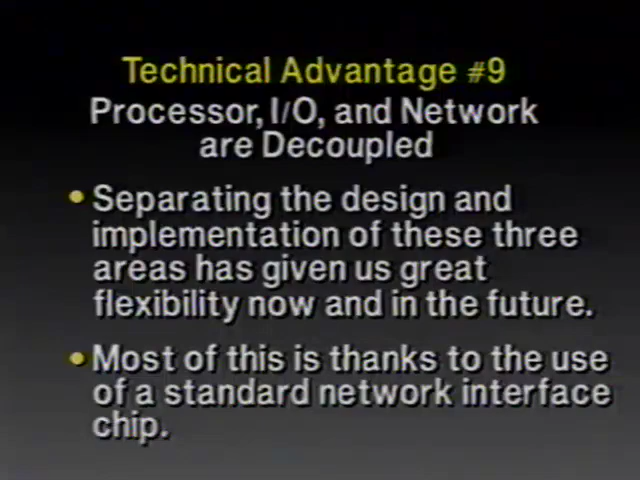 Technical Advantage #9
Processor, I/O, and Network
are Decoupled
• Separating the design and
implementation of these three
areas has given us great
flexibility now and in the future.
• Most of this is thanks to the use
of a standard network interface
chip.